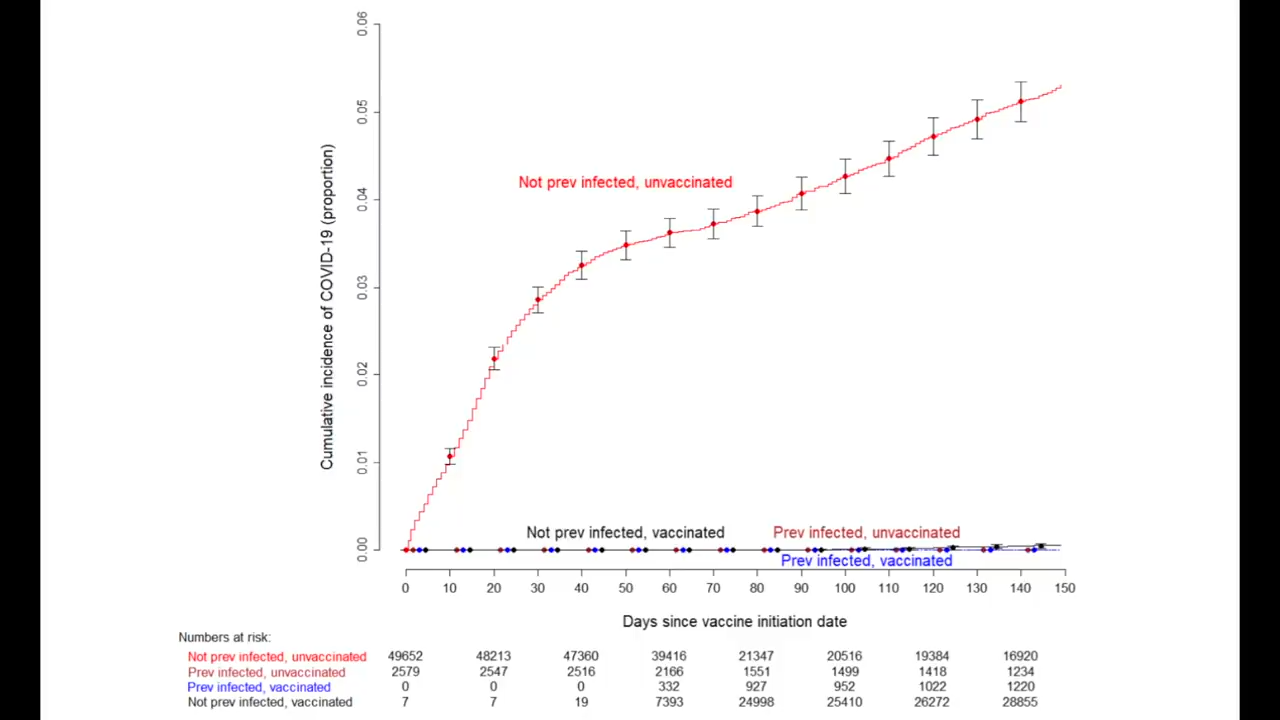 0.06
0.05
0.04
0.03
0.02
0.01
0.00
Cumulative incidence of COVID-19 (proportion)
Not prev infected, unvaccinated
Not prev infected, vaccinated
Prev infected, unvaccinated
Prev infected, vaccinated
0 10 20 30 40 50 60 70 80 90 100 110 120 130 140 150
Days since vaccine initiation date
Numbers at risk:
Not prev infected, unvaccinated 49652 48213 47360 39416 21347 20516 19384 16920
Prev infected, unvaccinated 2579 2547 2516 2166 1551 1499 1418 1234
Prev infected, vaccinated 0 0 0 332 927 952 1022 1220
Not prev infected, vaccinated 7 7 19 7393 24998 25410 26272 28855